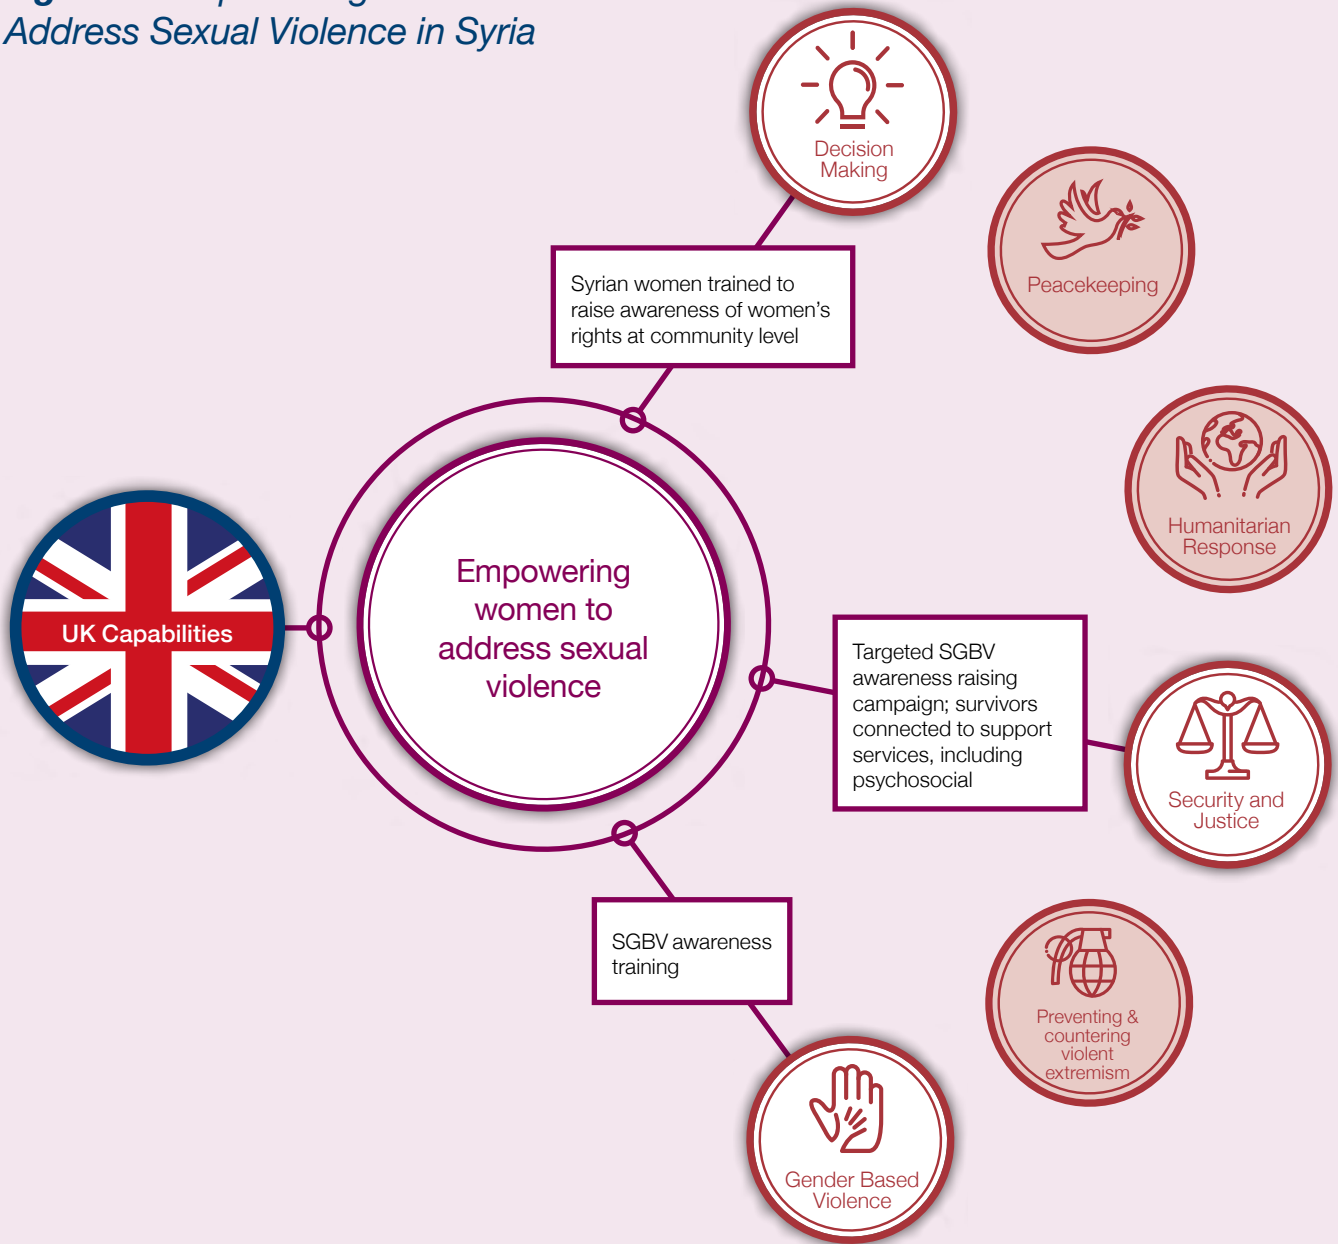 Address Sexual Violence in Syria
Decision
Making
Peacekeeping
Syrian women trained to
raise awareness of women's
rights at community level
Humanitarian
Response
UK Capabilities
Empowering
women to
address sexual
violence
Targeted SGBV
awareness raising
campaign; survivors
connected to support
services, including
psychosocial
Security and
Justice
SGBV awareness
training
Preventing &
countering
violent
extremism
Gender Based
Violence